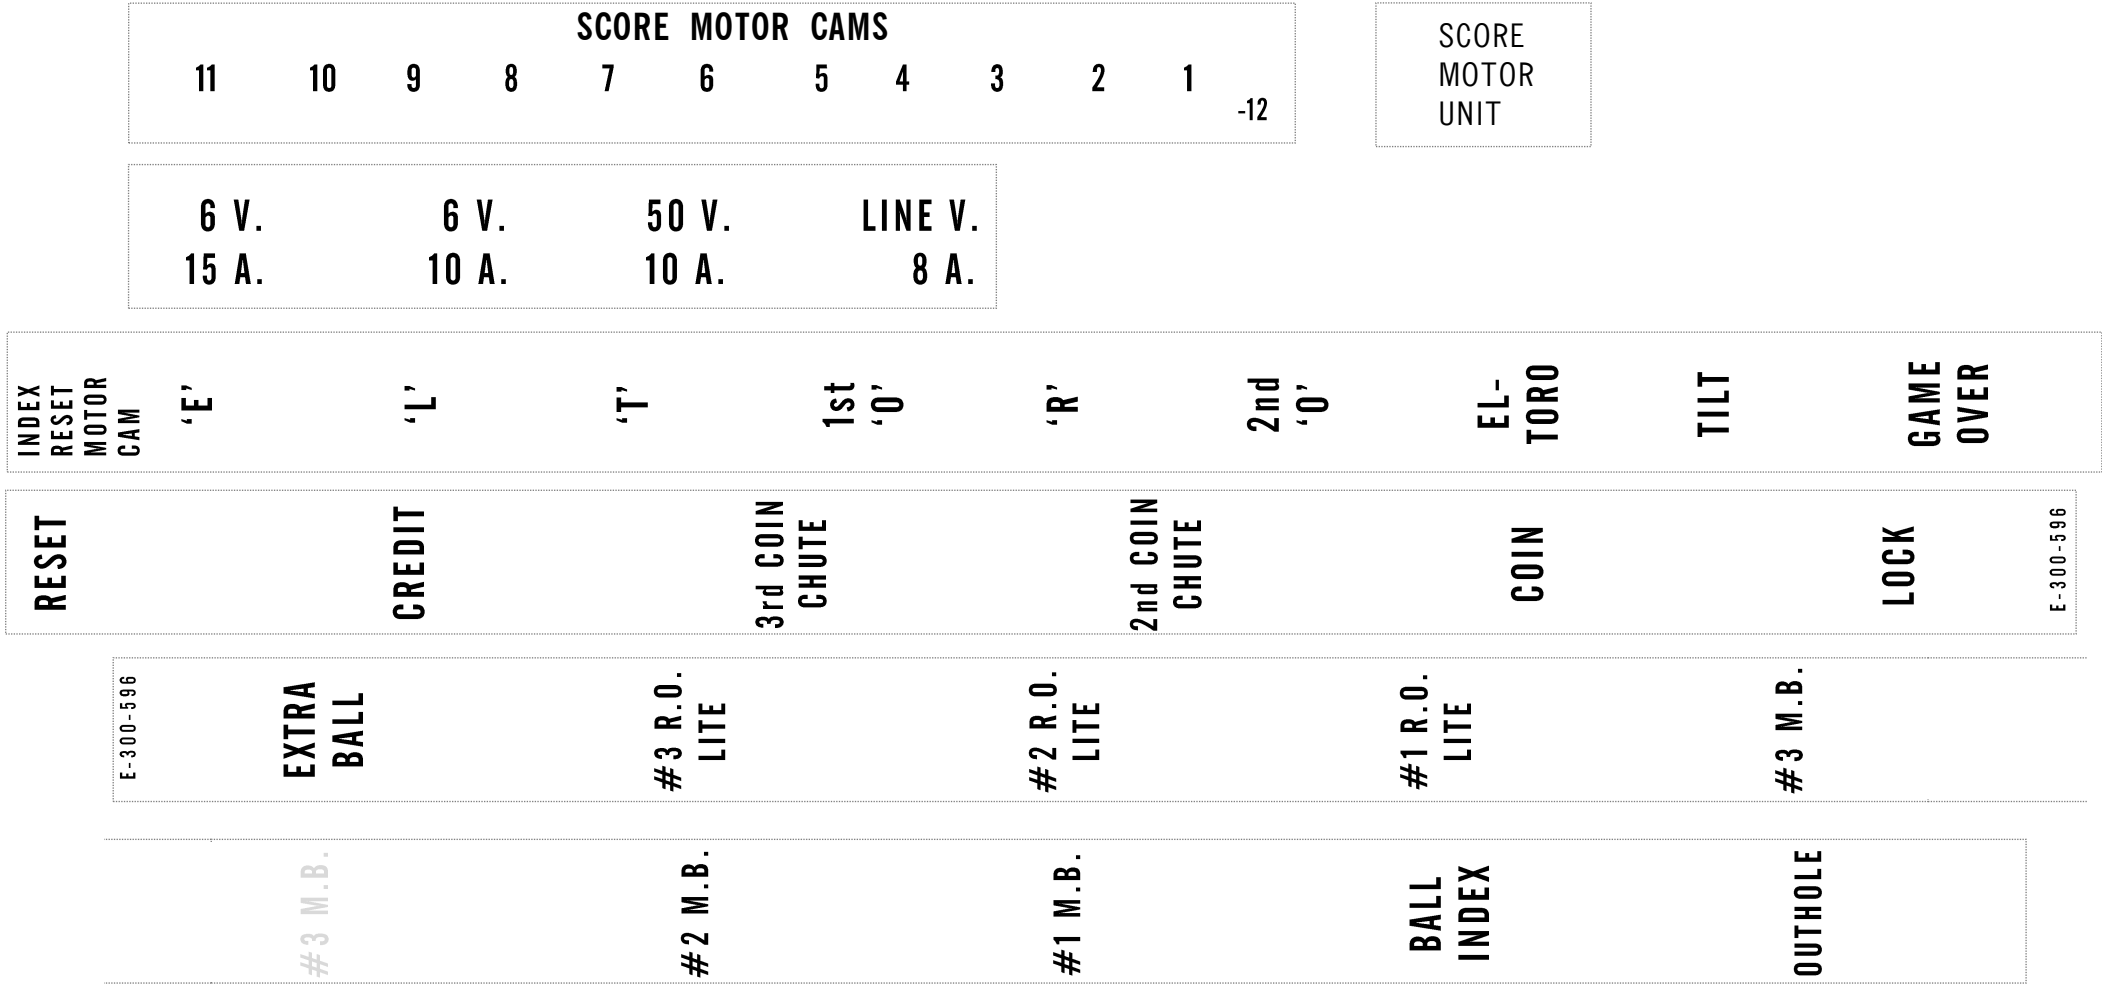 SCORE MOTOR CAMS
11 10 9 8 7 6 5 4 3 2 1
-12
SCORE
MOTOR
UNIT
6 V. 6 V. 50 V. LINE V.
15 A. 10 A. 10 A. 8 A.
INDEX
RESET
MOTOR
CAM
‘E’
‘L’
‘T’
1st
‘O’
‘R’
2nd
‘O’
EL-
TORO
TILT
GAME
OVER
RESET
CREDIT
3rd COIN
CHUTE
2nd COIN
CHUTE
COIN
LOCK
E-300-596
E-300-596
EXTRA
BALL
#3 R.O.
LITE
#2 R.O.
LITE
#1 R.O.
LITE
#3 M.B.
#3 M.B.
#2 M.B.
#1 M.B.
BALL
INDEX
OUTHOLE